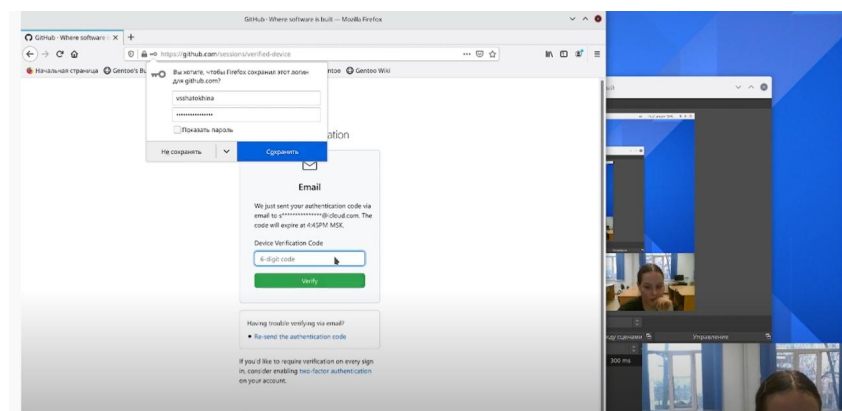 GitHub · Where software is built — Mozilla Firefox
GitHub · Where software i
https://github.com/sessions/verified-device
Начальная страница
Gentoo's Bu
ntoo
Gentoo Wiki
Вы хотите, чтобы Firefox сохранил этот логин
для github.com?
vsshatokhina
Показать пароль
Не сохранять
Сохранить
ation
Email
We just sent your authentication code via
email to s***************@icloud.com. The
code will expire at 4:45PM MSK.
Device Verification Code
6-digit code
Verify
Having trouble verifying via email?
Re-send the authentication code
If you'd like to require verification on every sign
in, consider enabling two-factor authentication
on your account.
ду сценами
Управление
300 ms